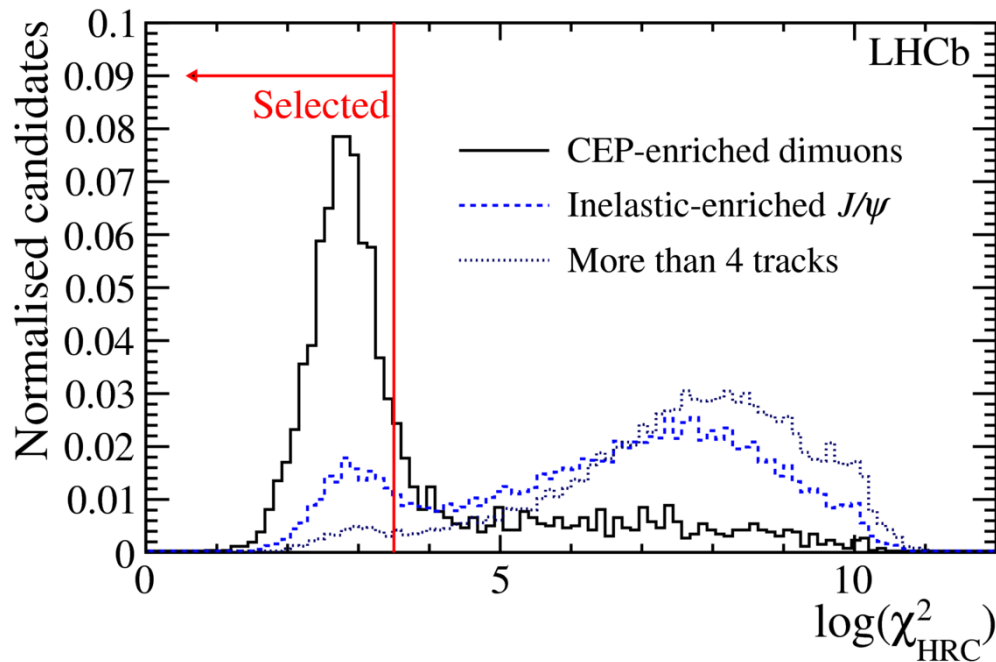 LHCb
Normalised candidates
0.1
0.09
0.08
0.07
0.06
0.05
0.04
0.03
0.02
0.01
0
Selected
CEP-enriched dimuons
Inelastic-enriched J/ψ
More than 4 tracks
0 5 10
log(χ²_HRC)